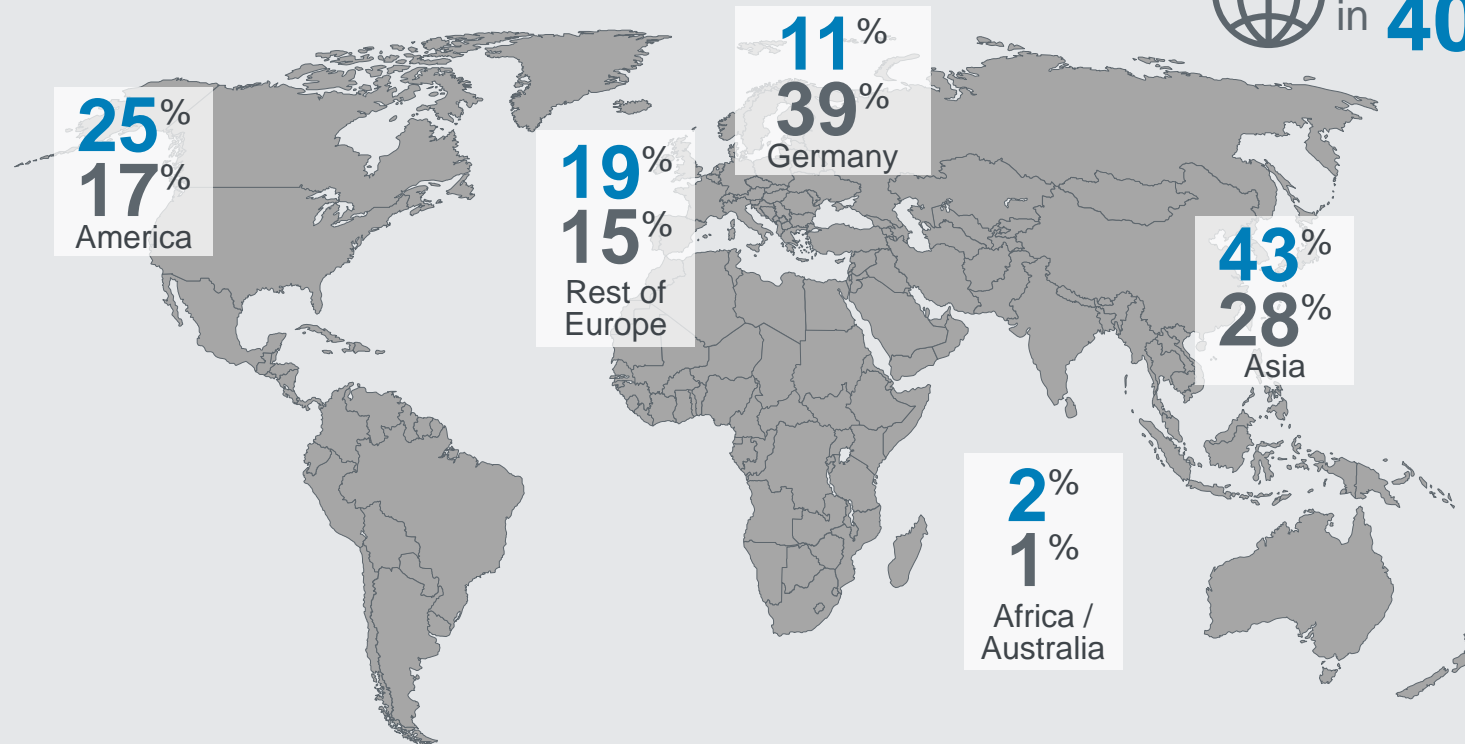 in 40
11%
39%
Germany
25%
17%
America
19%
15%
Rest of
Europe
43%
28%
Asia
2%
1%
Africa /
Australia